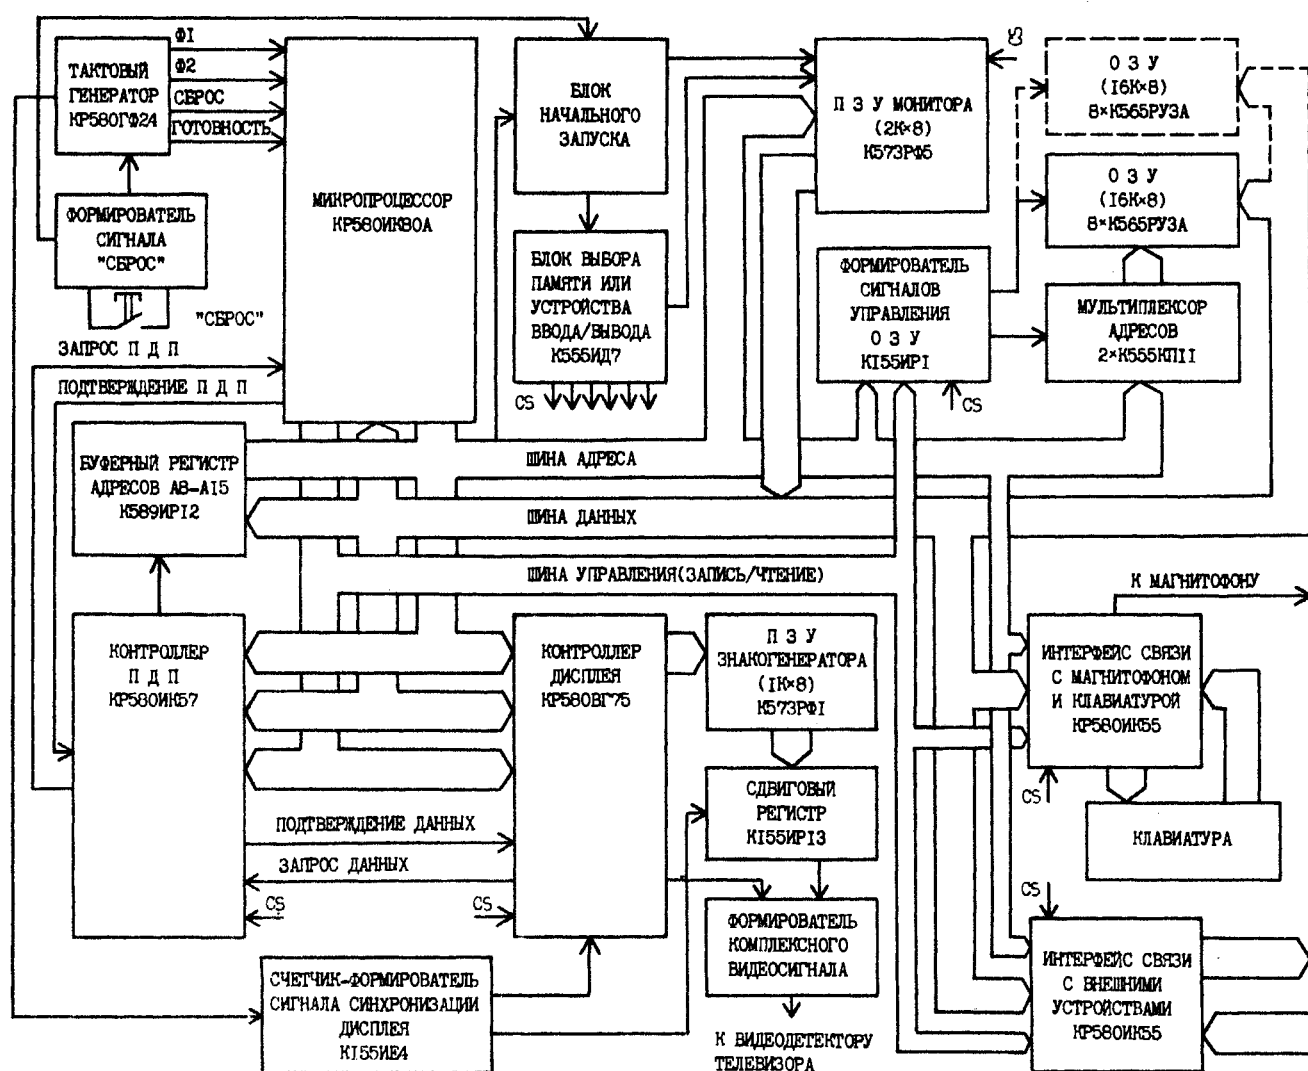 Ф1
Ф2
СБРОС
ГОТОВНОСТЬ
ТАКТОВЫЙ
ГЕНЕРАТОР
КР580ГФ24
МИКРОПРОЦЕССОР
КР580ИК80А
БЛОК
НАЧАЛЬНОГО
ЗАПУСКА
П З У МОНИТОРА
(2К×8)
К573РФ5
CS
О З У
(16К×8)
8×К565РУ3А
О З У
(16К×8)
8×К565РУ3А
ФОРМИРОВАТЕЛЬ
СИГНАЛА
"СБРОС"
"СБРОС"
БЛОК ВЫБОРА
ПАМЯТИ ИЛИ
УСТРОЙСТВА
ВВОДА/ВЫВОДА
К555ИД7
CS
ФОРМИРОВАТЕЛЬ
СИГНАЛОВ
УПРАВЛЕНИЯ
О З У
К155ИР1
CS
МУЛЬТИПЛЕКСОР
АДРЕСОВ
2×К555КП11
ЗАПРОС П Д П
ПОДТВЕРЖДЕНИЕ П Д П
БУФЕРНЫЙ РЕГИСТР
АДРЕСОВ А8-А15
К589ИР12
ШИНА АДРЕСА
ШИНА ДАННЫХ
ШИНА УПРАВЛЕНИЯ(ЗАПИСЬ/ЧТЕНИЕ)
К МАГНИТОФОНУ
КОНТРОЛЛЕР
П Д П
КР580ИК57
КОНТРОЛЛЕР
ДИСПЛЕЯ
КР580ВГ75
П З У
ЗНАКОГЕНЕРАТОРА
(1К×8)
К573РФ1
ИНТЕРФЕЙС СВЯЗИ
С МАГНИТОФОНОМ
И КЛАВИАТУРОЙ
КР580ИК55
CS
СДВИГОВЫЙ
РЕГИСТР
К155ИР13
КЛАВИАТУРА
ПОДТВЕРЖДЕНИЕ ДАННЫХ
ЗАПРОС ДАННЫХ
CS
CS
CS
ФОРМИРОВАТЕЛЬ
КОМПЛЕКСНОГО
ВИДЕОСИГНАЛА
ИНТЕРФЕЙС СВЯЗИ
С ВНЕШНИМИ
УСТРОЙСТВАМИ
КР580ИК55
СЧЕТЧИК-ФОРМИРОВАТЕЛЬ
СИГНАЛА СИНХРОНИЗАЦИИ
ДИСПЛЕЯ
К155ИЕ4
К ВИДЕОДЕТЕКТОРУ
ТЕЛЕВИЗОРА